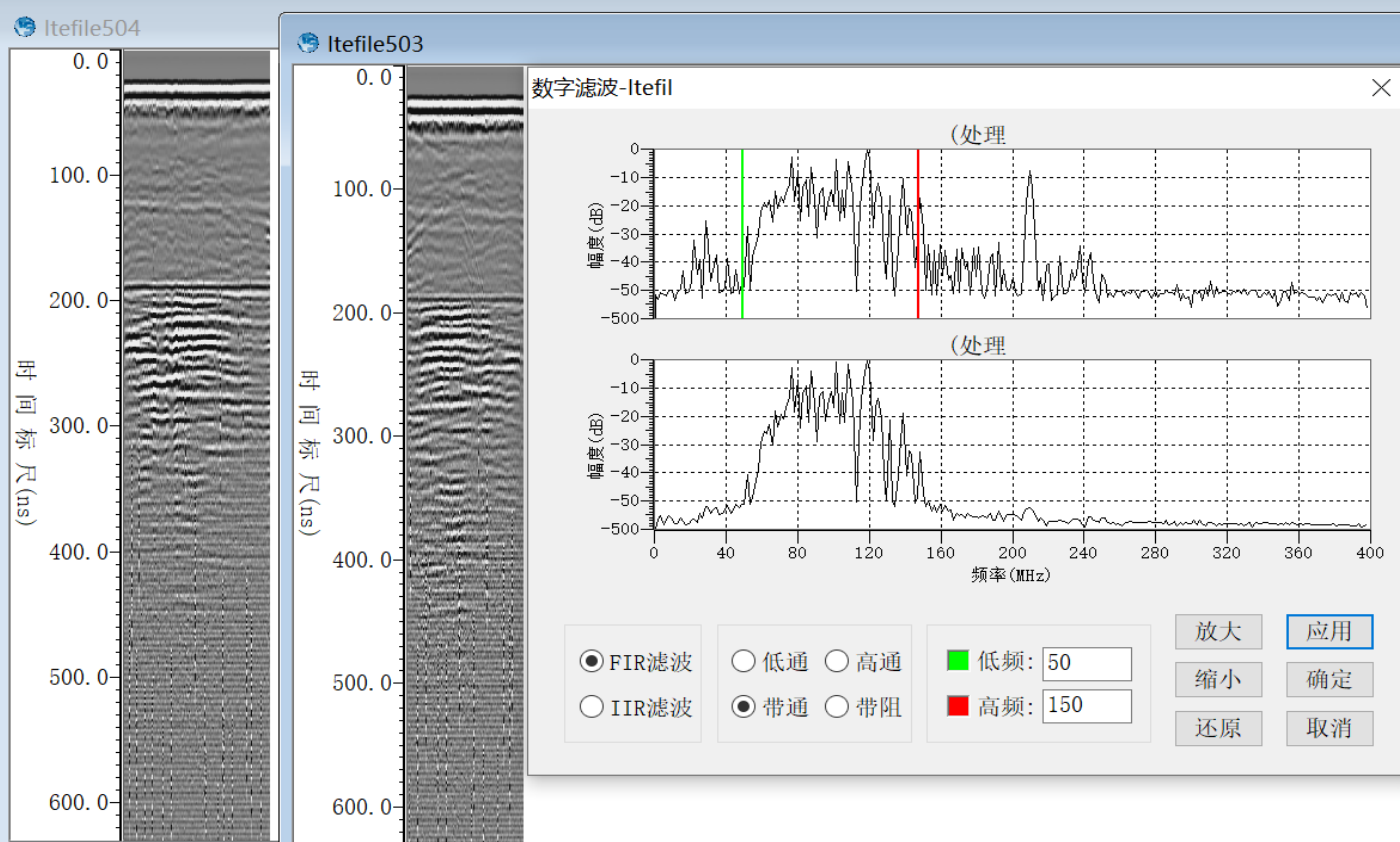 ltefile504
ltefile503
0.0
100.0
200.0
300.0
400.0
500.0
600.0
时间标尺(ns)
0.0
100.0
200.0
300.0
400.0
500.0
600.0
时间标尺(ns)
数字滤波-ltefil
(处理
0
-10
-20
-30
-40
-50
-500
幅度(dB)
(处理
0
-10
-20
-30
-40
-50
-500
幅度(dB)
0 40 80 120 160 200 240 280 320 360 400
频率(MHz)
FIR滤波 低通 高通 低频: 50 放大 应用
缩小 确定
IIR滤波 带通 带阻 高频: 150
还原 取消